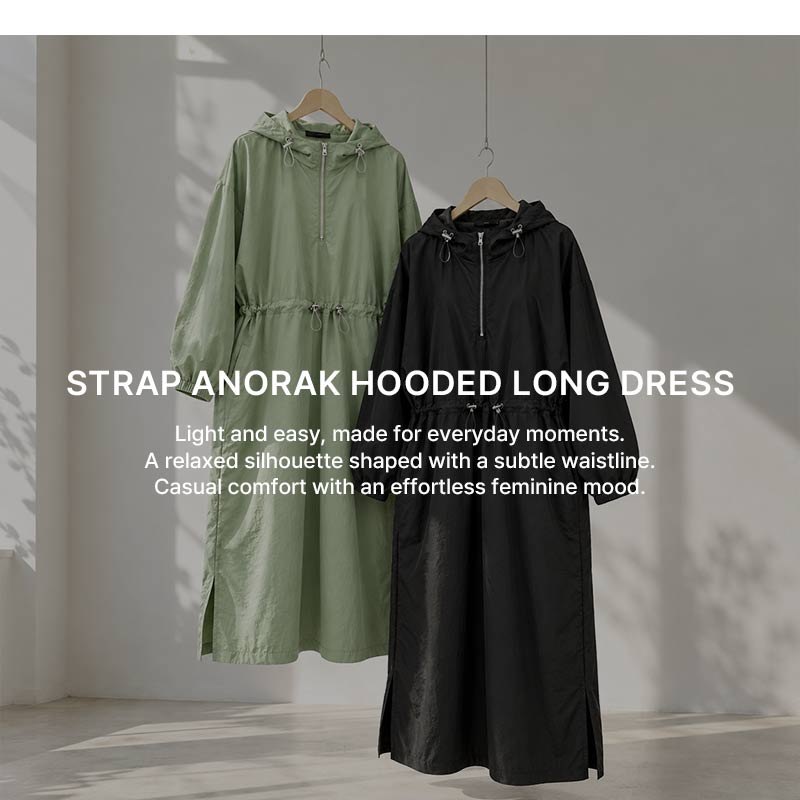 STRAP ANORAK HOODED LONG DRESS
Light and easy, made for everyday moments.
A relaxed silhouette shaped with a subtle waistline.
Casual comfort with an effortless feminine mood.